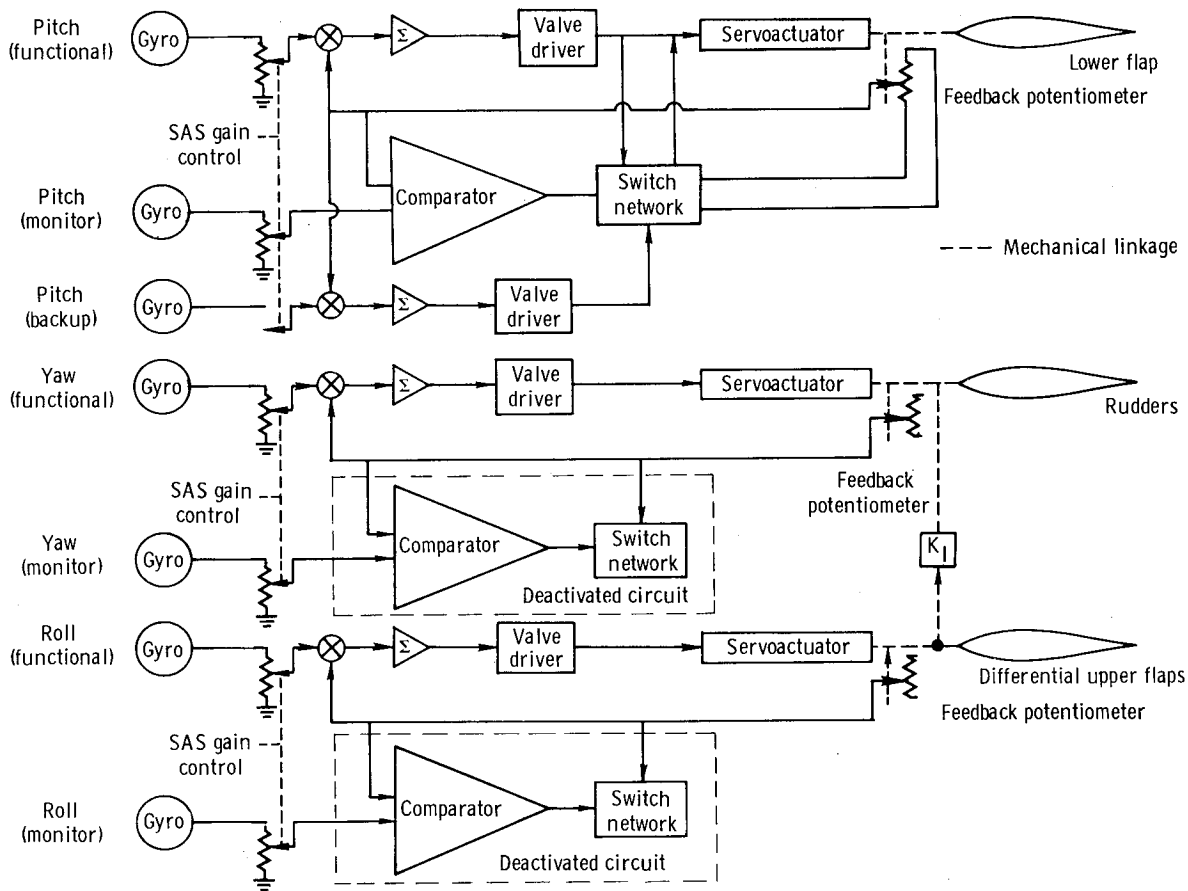 Pitch
(functional)
Gyro
Σ
Valve
driver
Servoactuator
Lower flap
Feedback potentiometer
SAS gain
control
Pitch
(monitor)
Gyro
Comparator
Switch
network
Mechanical linkage
Pitch
(backup)
Gyro
Σ
Valve
driver
Yaw
(functional)
Gyro
Σ
Valve
driver
Servoactuator
Rudders
Feedback
potentiometer
SAS gain
control
Yaw
(monitor)
Gyro
Comparator
Switch
network
Deactivated circuit
K I
Roll
(functional)
Gyro
Σ
Valve
driver
Servoactuator
Differential upper flaps
Feedback potentiometer
SAS gain
control
Roll
(monitor)
Gyro
Comparator
Switch
network
Deactivated circuit